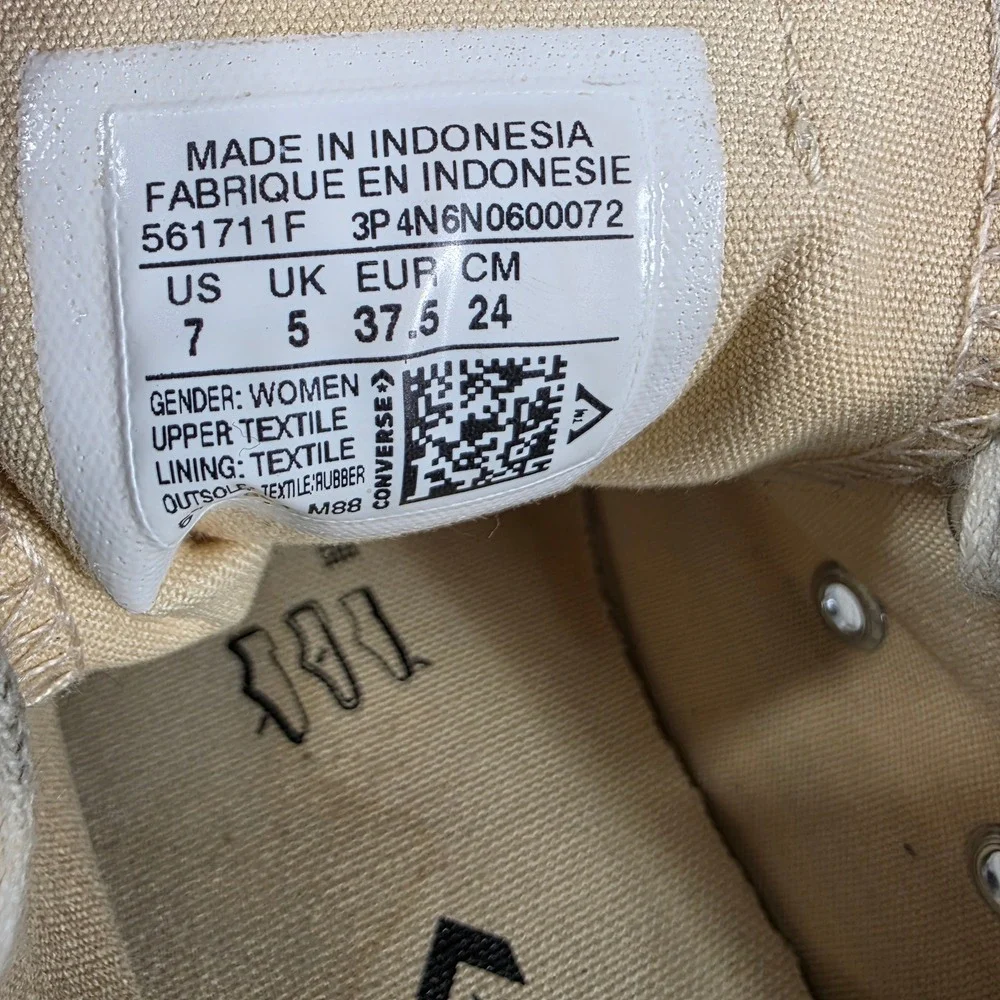 MADE IN INDONESIA
FABRIQUE EN INDONESIE
561711F 3P4N6N0600072
US UK EUR CM
7 5 37.5 24
GENDER: WOMEN
UPPER TEXTILE
LINING: TEXTILE
OUTSOLE TEXTILE/RUBBER
M88
CONVERSE